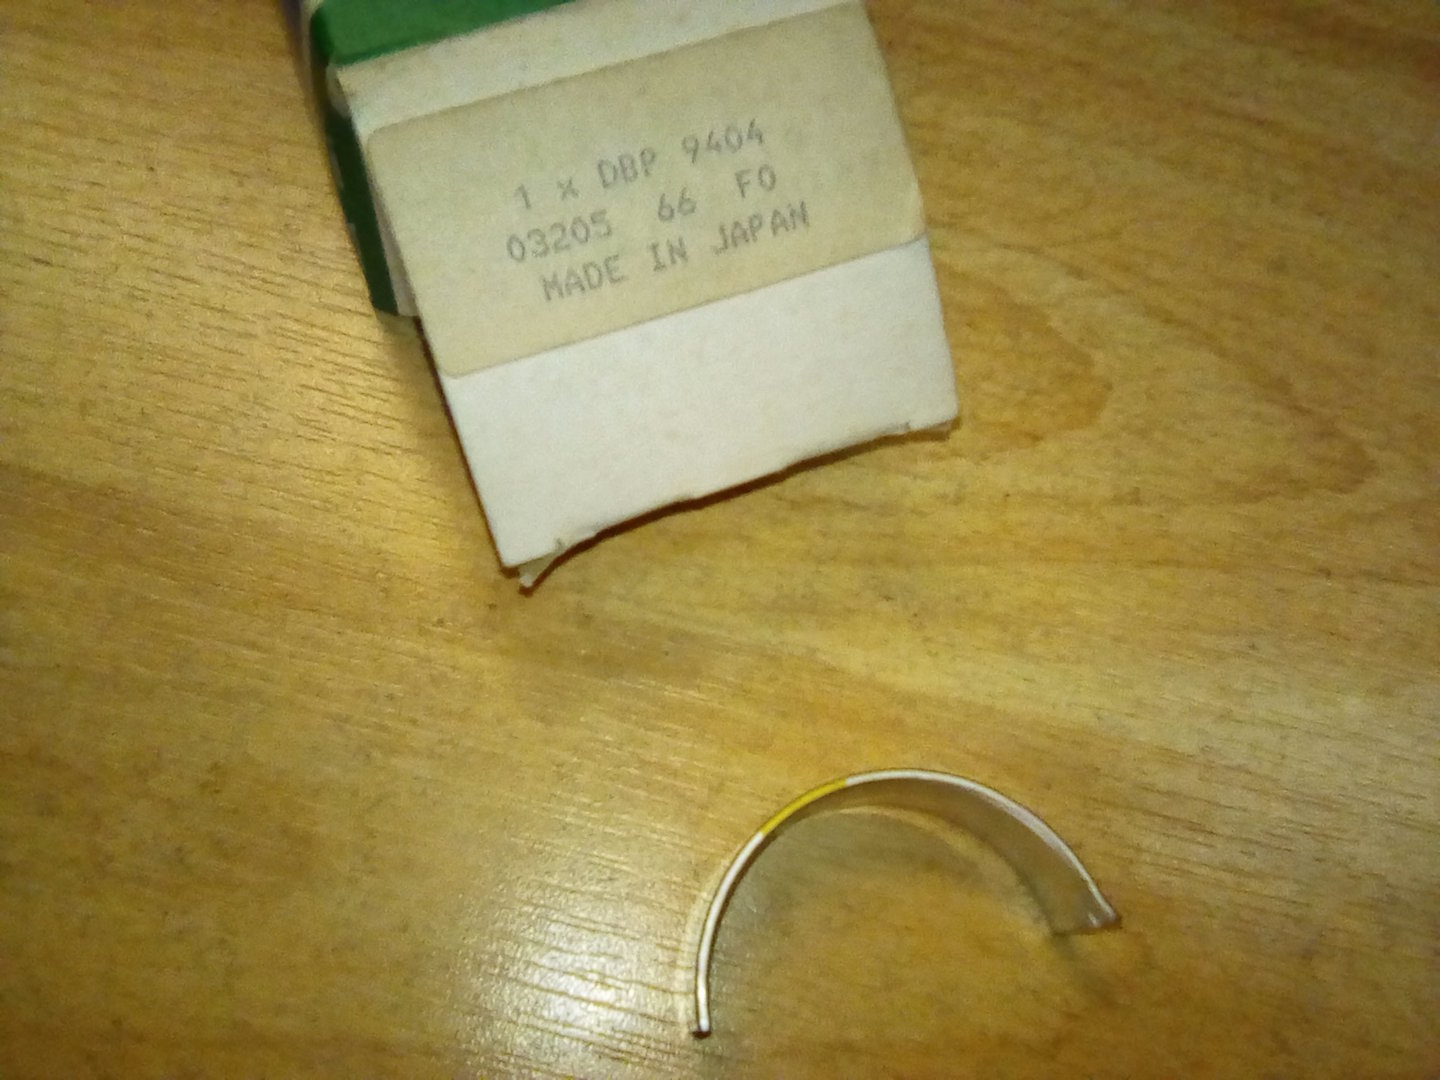 1 x DBP 9404
03205 66 FO
MADE IN JAPAN